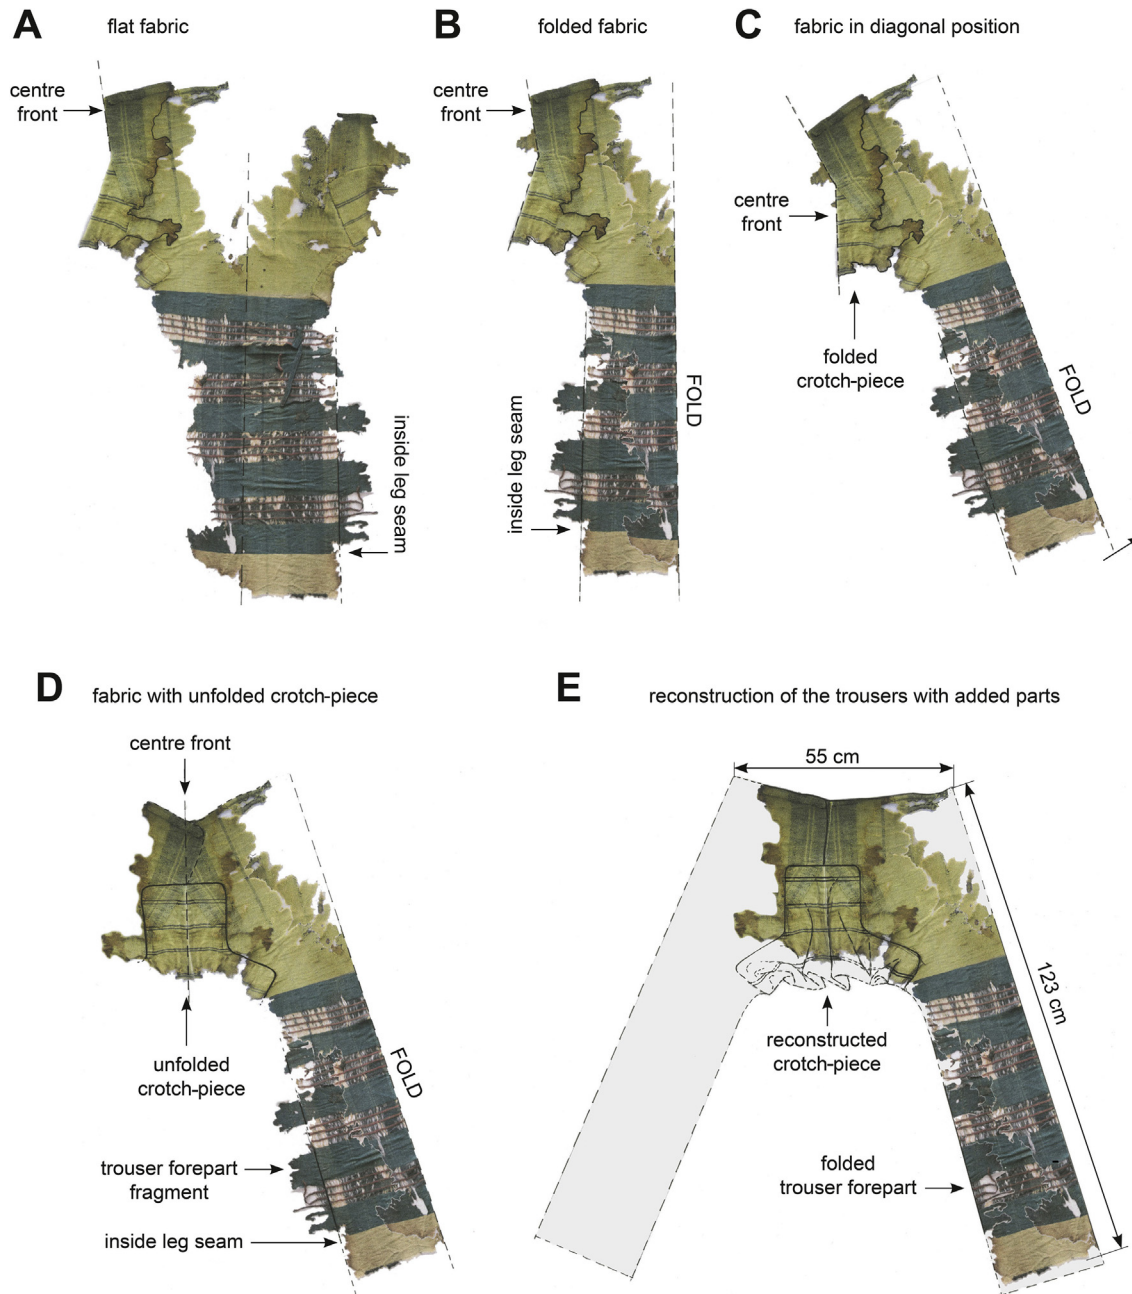 A flat fabric
centre
front
inside leg seam
B folded fabric
centre
front
FOLD
inside leg seam
C fabric in diagonal position
centre
front
folded
crotch-piece
FOLD
D fabric with unfolded crotch-piece
centre front
unfolded
crotch-piece
FOLD
trouser forepart
fragment
inside leg seam
E reconstruction of the trousers with added parts
55 cm
123 cm
reconstructed
crotch-piece
folded
trouser forepart